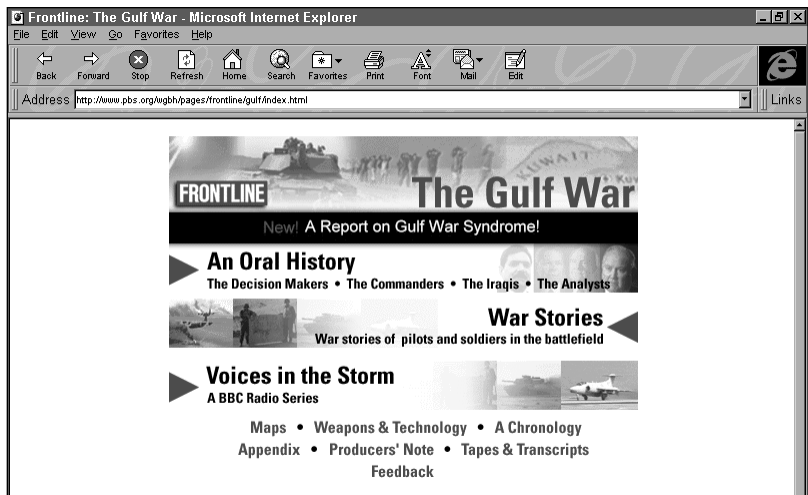 Frontline: The Gulf War - Microsoft Internet Explorer
File Edit View Go Favorites Help
Back Forward Stop Refresh Home Search Favorites Print Font Mail Edit
Address http://www.pbs.org/wgbh/pages/frontline/gulf/index.html Links
KUWAIT
FRONTLINE The Gulf War
New! A Report on Gulf War Syndrome!
An Oral History
The Decision Makers • The Commanders • The Iraqis • The Analysts
War Stories
War stories of pilots and soldiers in the battlefield
Voices in the Storm
A BBC Radio Series
Maps • Weapons & Technology • A Chronology
Appendix • Producers' Note • Tapes & Transcripts
Feedback